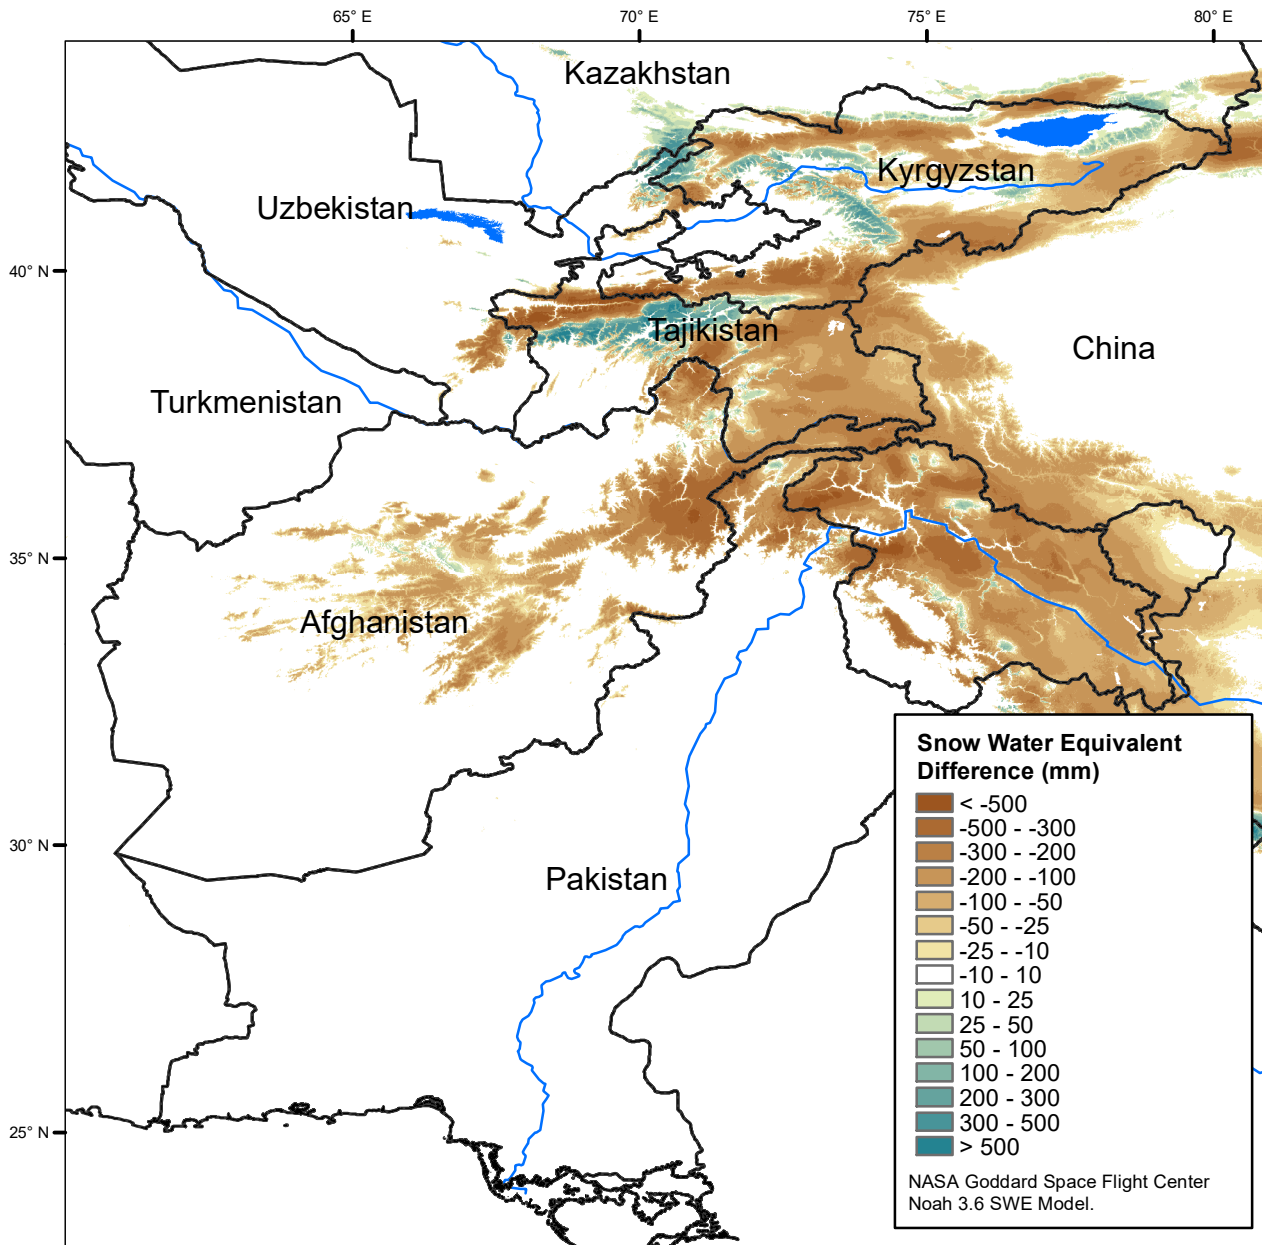 65° E
70° E
75° E
80° E
Kazakhstan
Kyrgyzstan
Uzbekistan
40° N
Tajikistan
China
Turkmenistan
35° N
Afghanistan
Snow Water Equivalent
Difference (mm)
< -500
-500 - -300
-300 - -200
-200 - -100
-100 - -50
-50 - -25
-25 - -10
-10 - 10
10 - 25
25 - 50
50 - 100
100 - 200
200 - 300
300 - 500
> 500
NASA Goddard Space Flight Center
Noah 3.6 SWE Model.
30° N
Pakistan
25° N